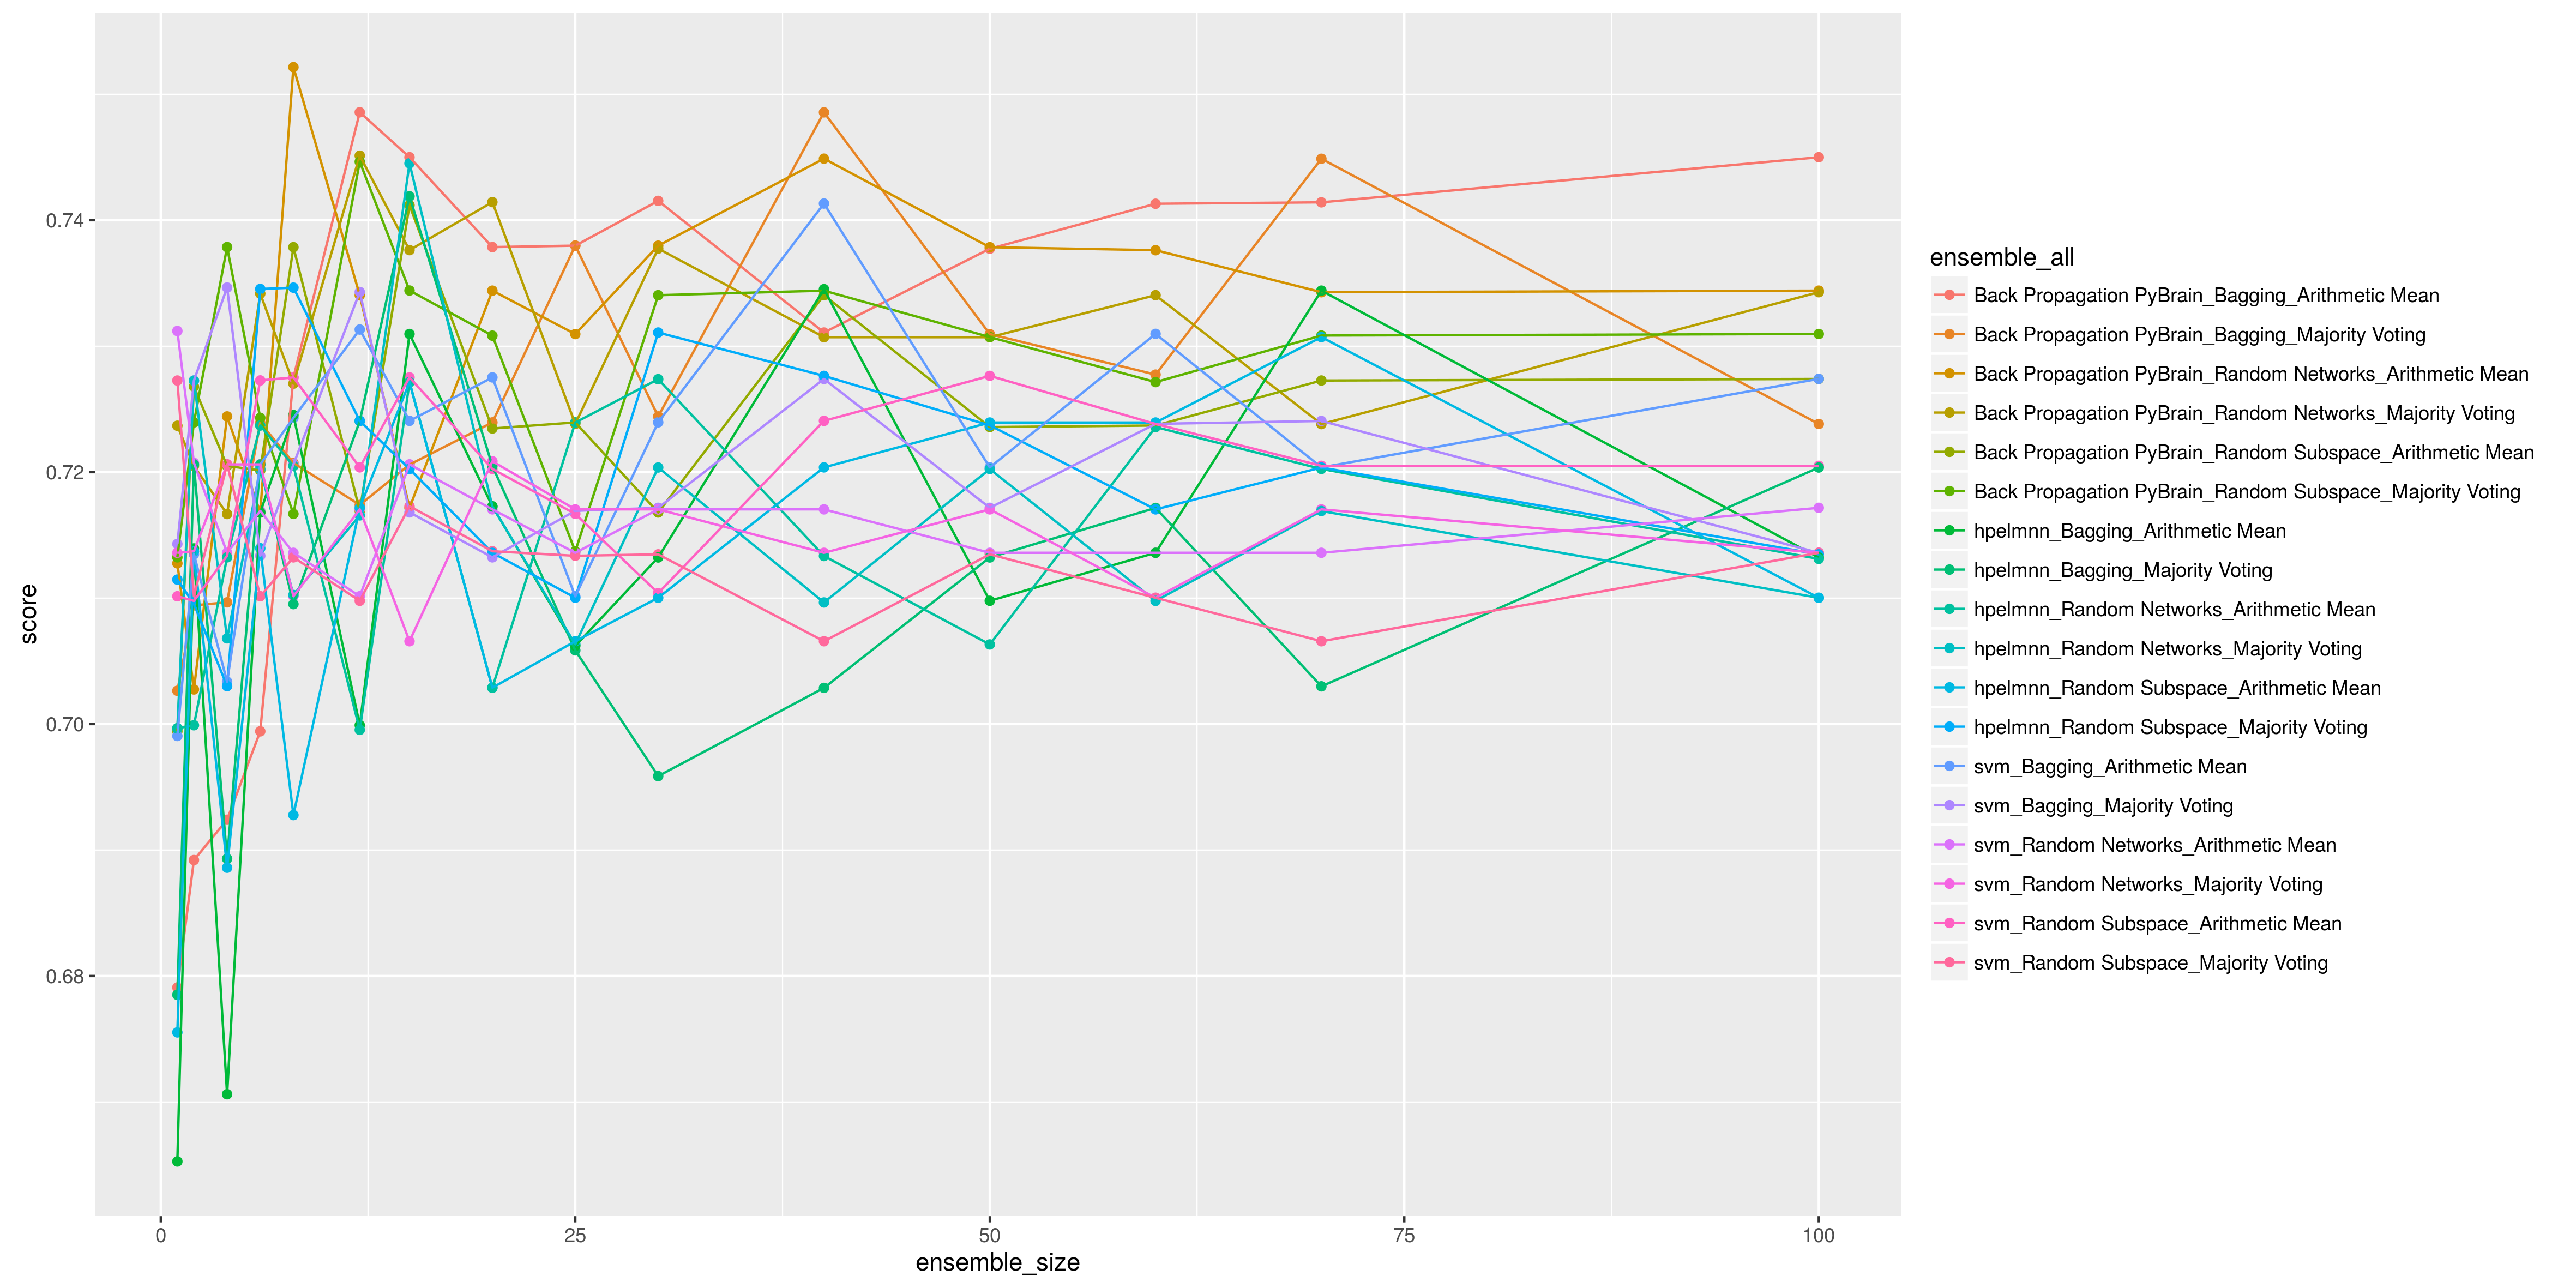 score
0.74
0.72
0.70
0.68
0
25
50
75
100
ensemble_size
ensemble_all
Back Propagation PyBrain_Bagging_Arithmetic Mean
Back Propagation PyBrain_Bagging_Majority Voting
Back Propagation PyBrain_Random Networks_Arithmetic Mean
Back Propagation PyBrain_Random Networks_Majority Voting
Back Propagation PyBrain_Random Subspace_Arithmetic Mean
Back Propagation PyBrain_Random Subspace_Majority Voting
hpelmnn_Bagging_Arithmetic Mean
hpelmnn_Bagging_Majority Voting
hpelmnn_Random Networks_Arithmetic Mean
hpelmnn_Random Networks_Majority Voting
hpelmnn_Random Subspace_Arithmetic Mean
hpelmnn_Random Subspace_Majority Voting
svm_Bagging_Arithmetic Mean
svm_Bagging_Majority Voting
svm_Random Networks_Arithmetic Mean
svm_Random Networks_Majority Voting
svm_Random Subspace_Arithmetic Mean
svm_Random Subspace_Majority Voting